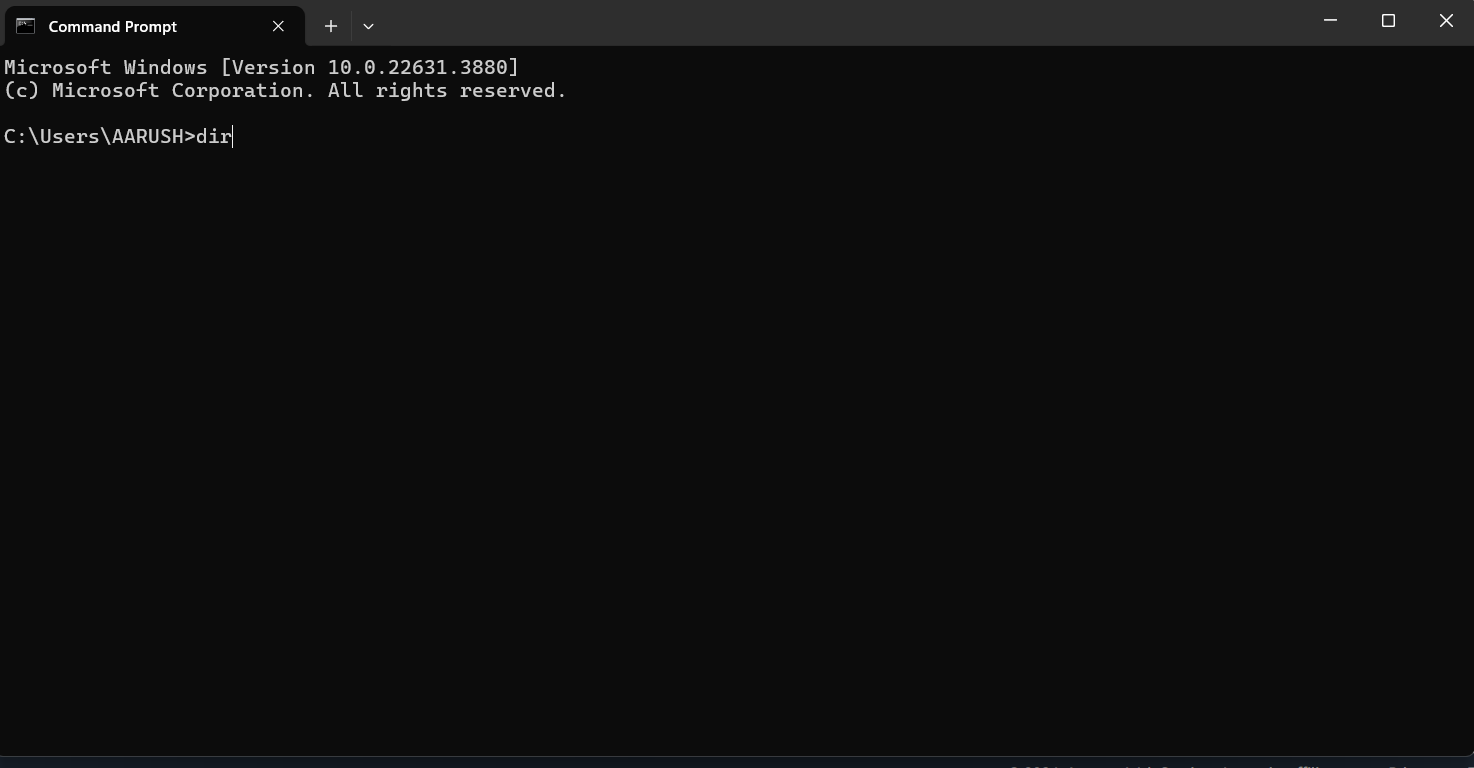 Command Prompt
Microsoft Windows [Version 10.0.22631.3880]
(c) Microsoft Corporation. All rights reserved.
C:\Users\AARUSH>dir